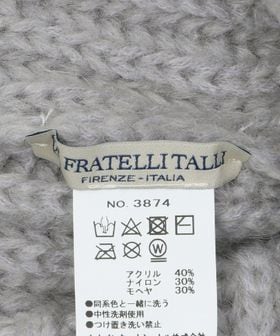 FRATELLI TALLI
FIRENZE-ITALIA
NO. 3874
アクリル 40%
ナイロン 30%
モヘヤ 30%
●同系色と一緒に洗う
●中性洗剤使用
●つけ置き洗い禁止